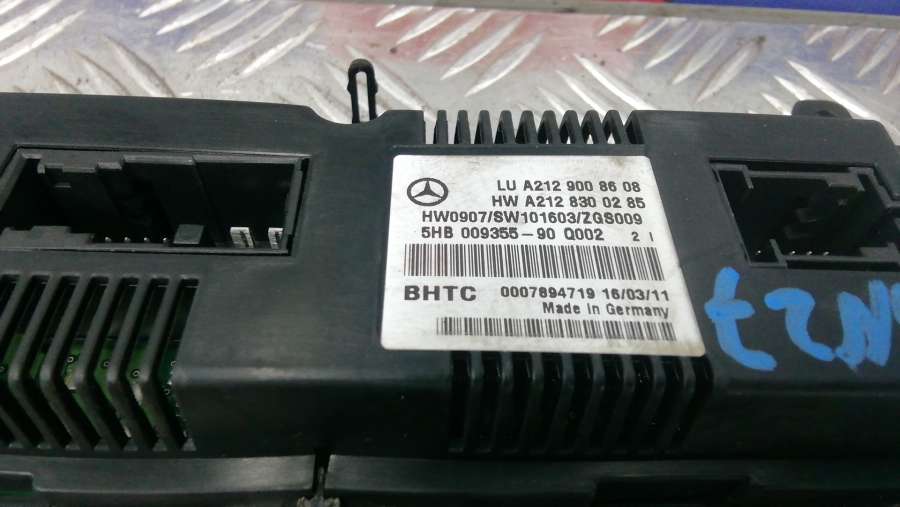 LU A212 900 86 08
HW A212 830 02 85
HW0907/SW101603/ZGS009
5HB 009355-90 Q002 2 I
BHTC 0007894719 16/03/11
Made in Germany